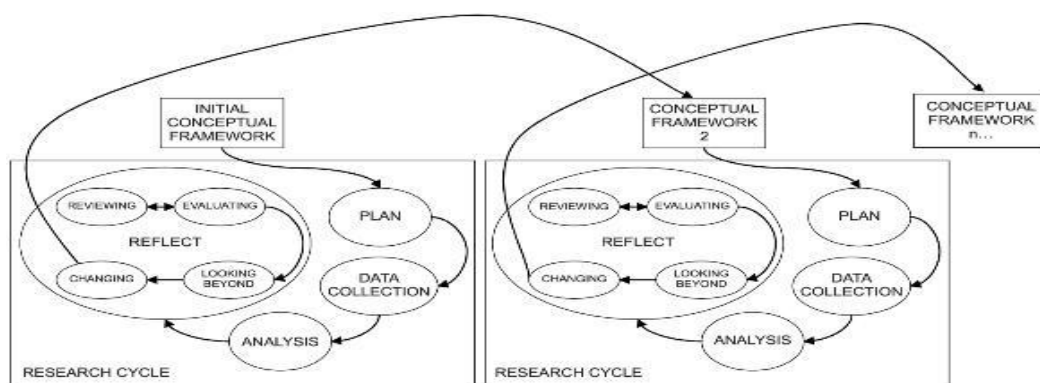 INITIAL
CONCEPTUAL
FRAMEWORK
CONCEPTUAL
FRAMEWORK
2
CONCEPTUAL
FRAMEWORK
n...
REVIEWING
EVALUATING
REFLECT
CHANGING
LOOKING
BEYOND
PLAN
DATA
COLLECTION
ANALYSIS
RESEARCH CYCLE
REVIEWING
EVALUATING
REFLECT
CHANGING
LOOKING
BEYOND
PLAN
DATA
COLLECTION
ANALYSIS
RESEARCH CYCLE